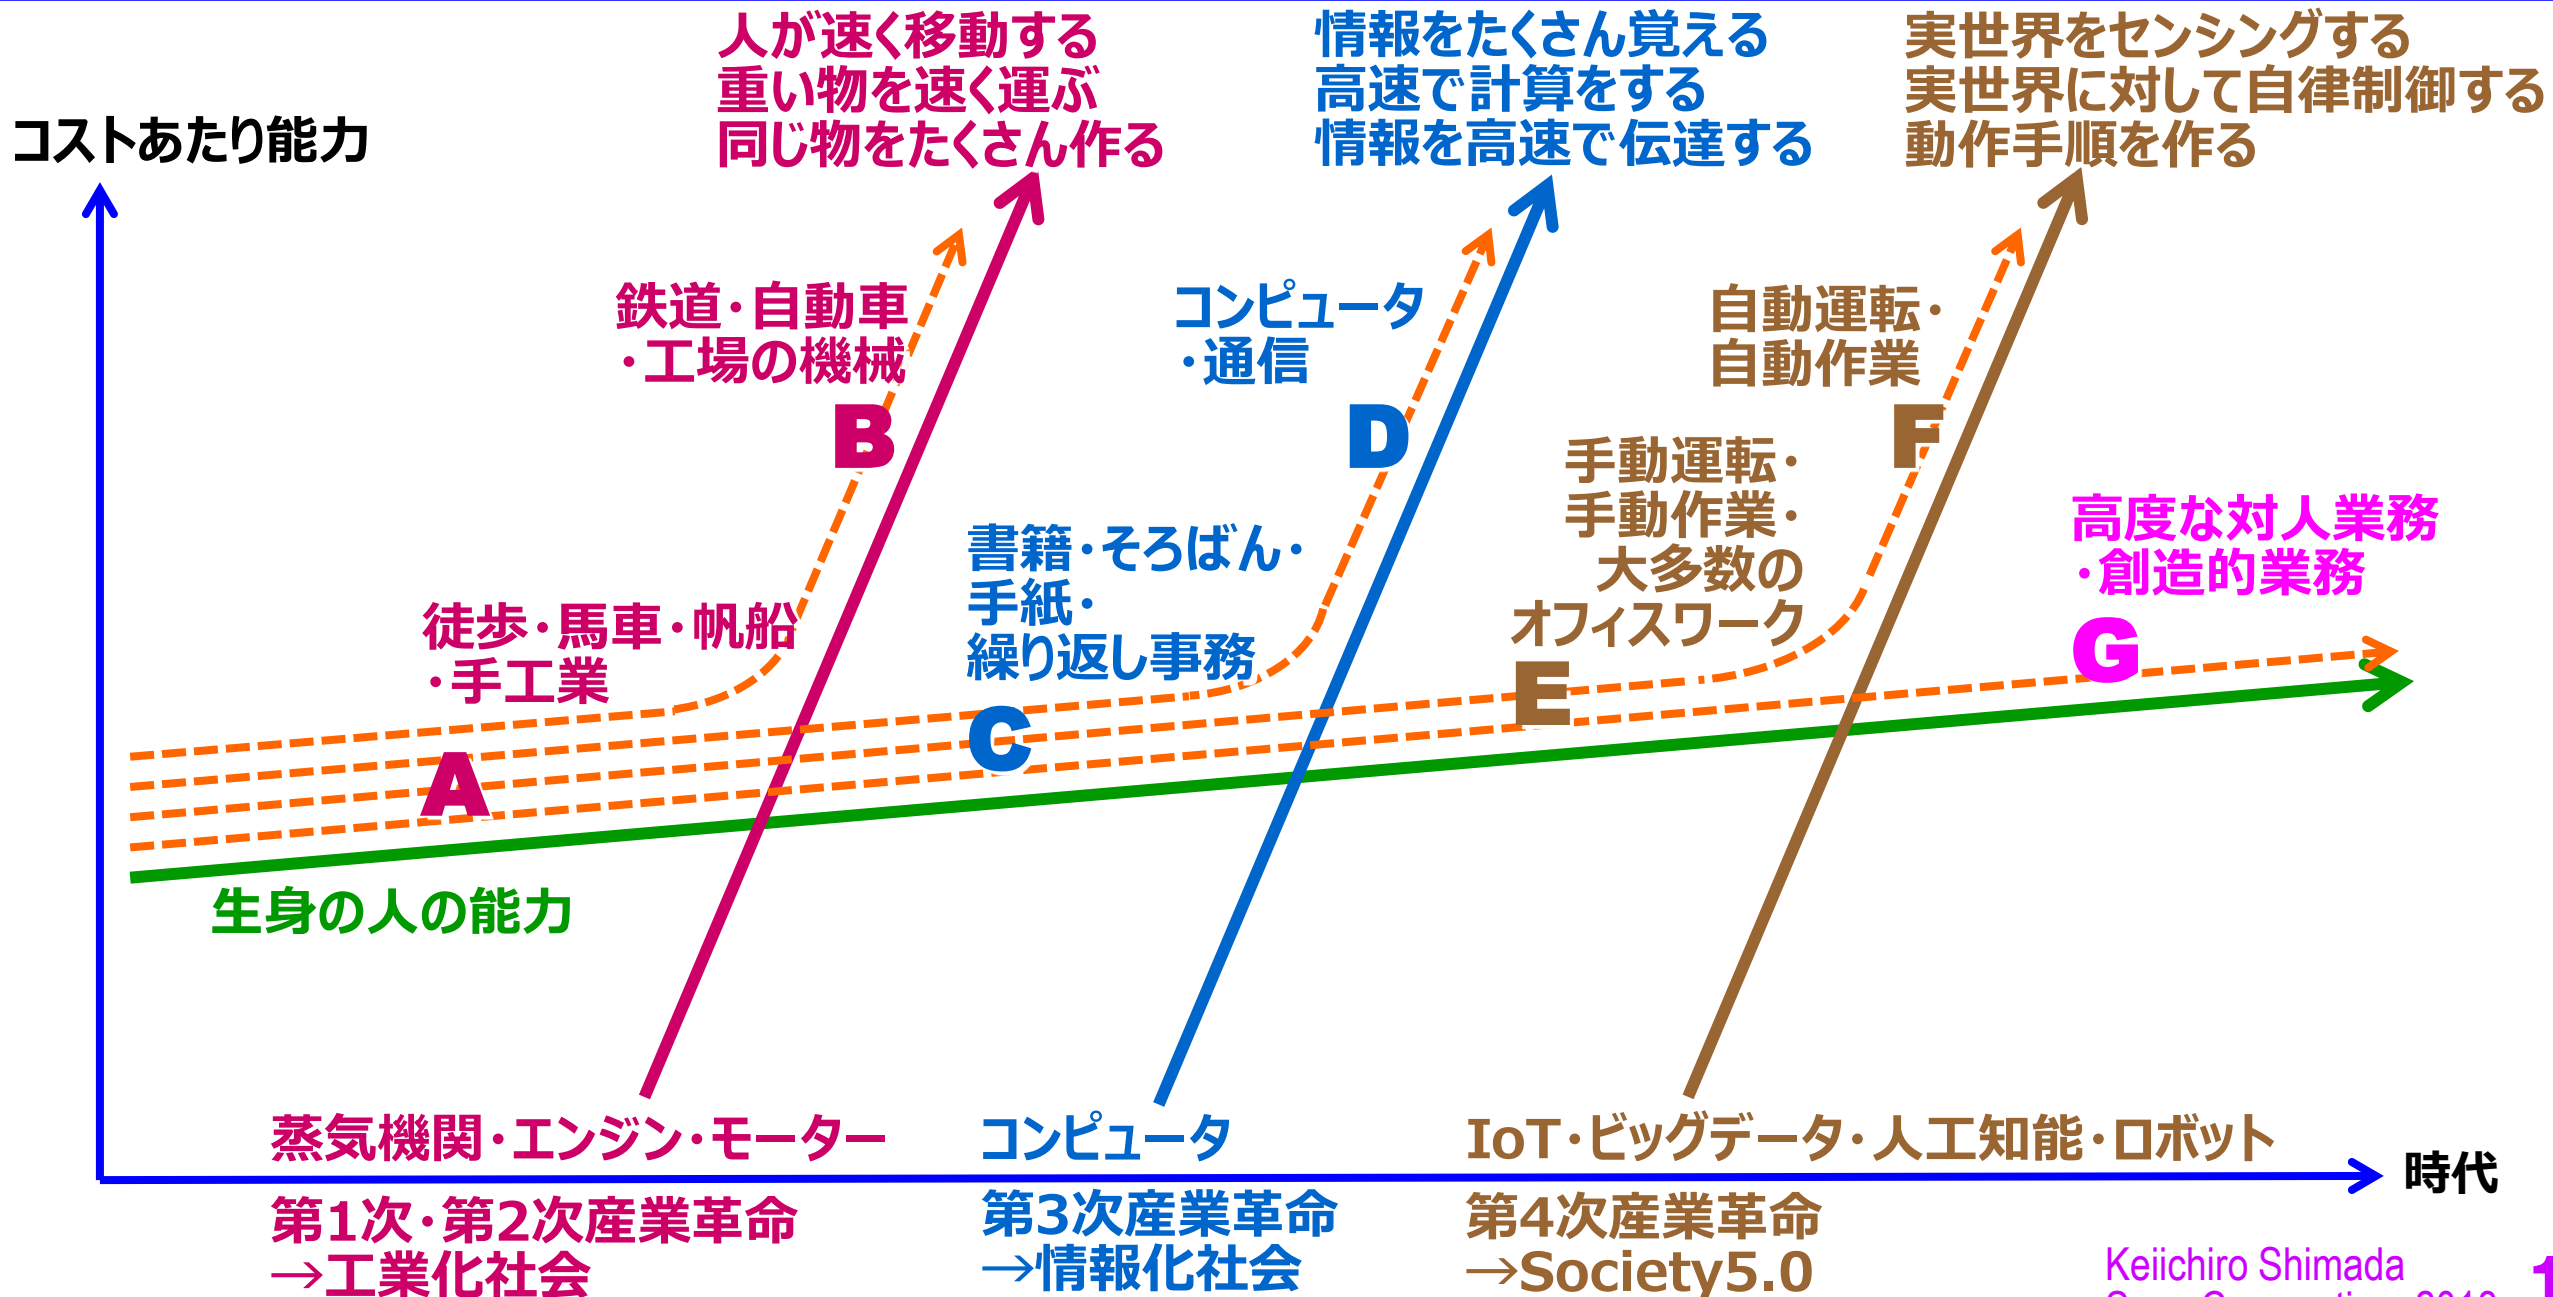 人が速く移動する
重い物を速く運ぶ
同じ物をたくさん作る
情報をたくさん覚える
高速で計算をする
情報を高速で伝達する
実世界をセンシングする
実世界に対して自律制御する
動作手順を作る
コストあたり能力
鉄道・自動車
・工場の機械
B
コンピュータ
・通信
D
自動運転・
自動作業
F
徒歩・馬車・帆船
・手工業
A
書籍・そろばん・
手紙・
繰り返し事務
C
手動運転・
手動作業・
大多数の
オフィスワーク
E
高度な対人業務
・創造的業務
G
生身の人の能力
蒸気機関・エンジン・モーター
コンピュータ
IoT・ビッグデータ・人工知能・ロボット
時代
第1次・第2次産業革命
→工業化社会
第3次産業革命
→情報化社会
第4次産業革命
→Society5.0
Keiichiro Shimada